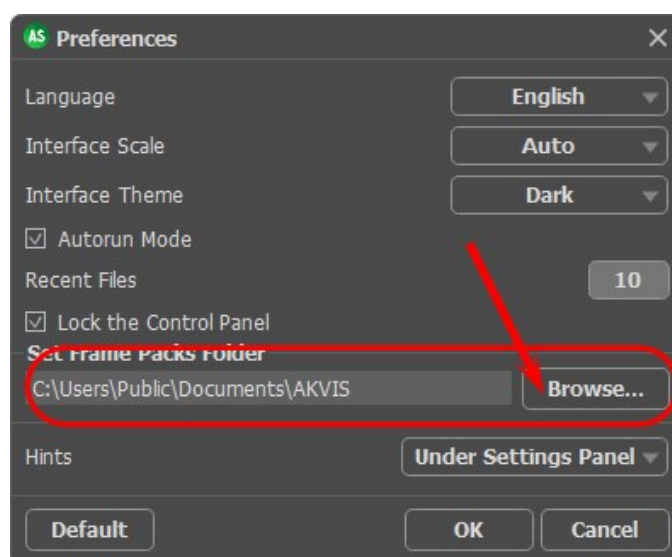 AS Preferences
Language English
Interface Scale Auto
Interface Theme Dark
Autorun Mode
Recent Files 10
Lock the Control Panel
Set Frame Packs Folder
C:\Users\Public\Documents\AKVIS Browse...
Hints Under Settings Panel
Default OK Cancel